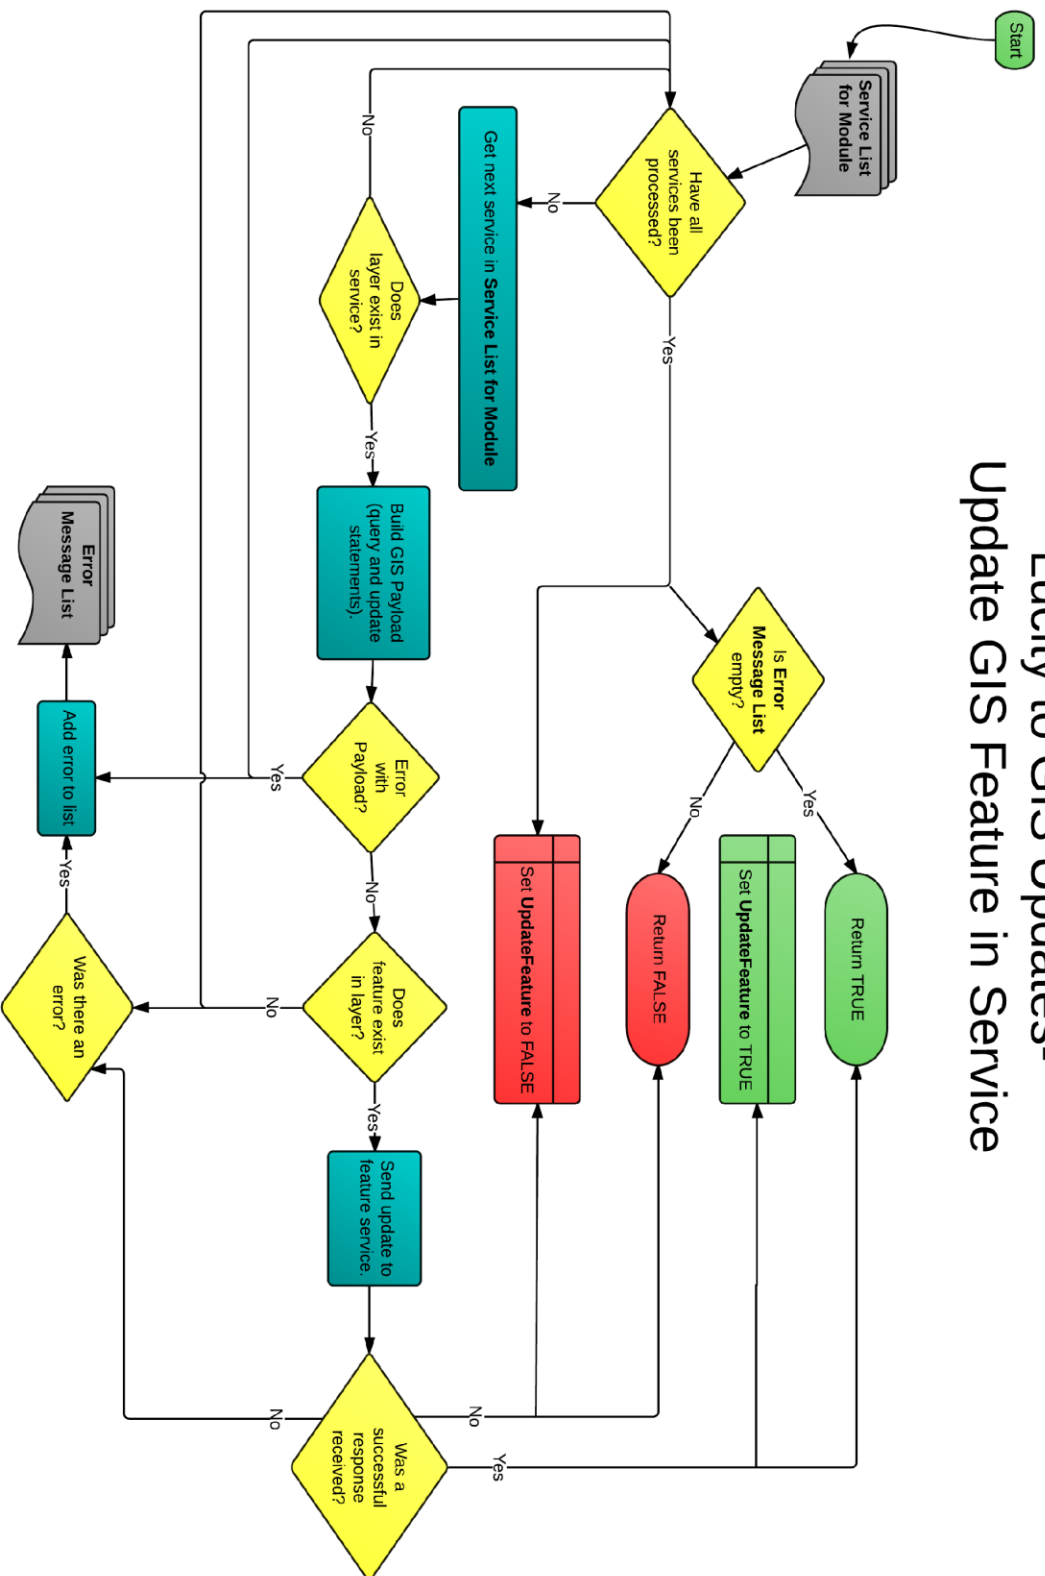 Lucity to GIS Updates-
Update GIS Feature in Service
Start
Service List
for Module
Have all
services been
processed?
No
Yes
Get next service in Service List for Module
Does
layer exist in
service?
No
Yes
Build GIS Payload
(query and update
statements).
Error
with
Payload?
Yes
No
Does
feature exist
in layer?
No
Yes
Send update to
feature service.
Was a
successful
response
received?
No
No
Yes
Is Error
Message List
empty?
Yes
No
Return TRUE
Set UpdateFeature to TRUE
Return FALSE
Set UpdateFeature to FALSE
Was there an
error?
Yes
Add error to list
Error
Message List